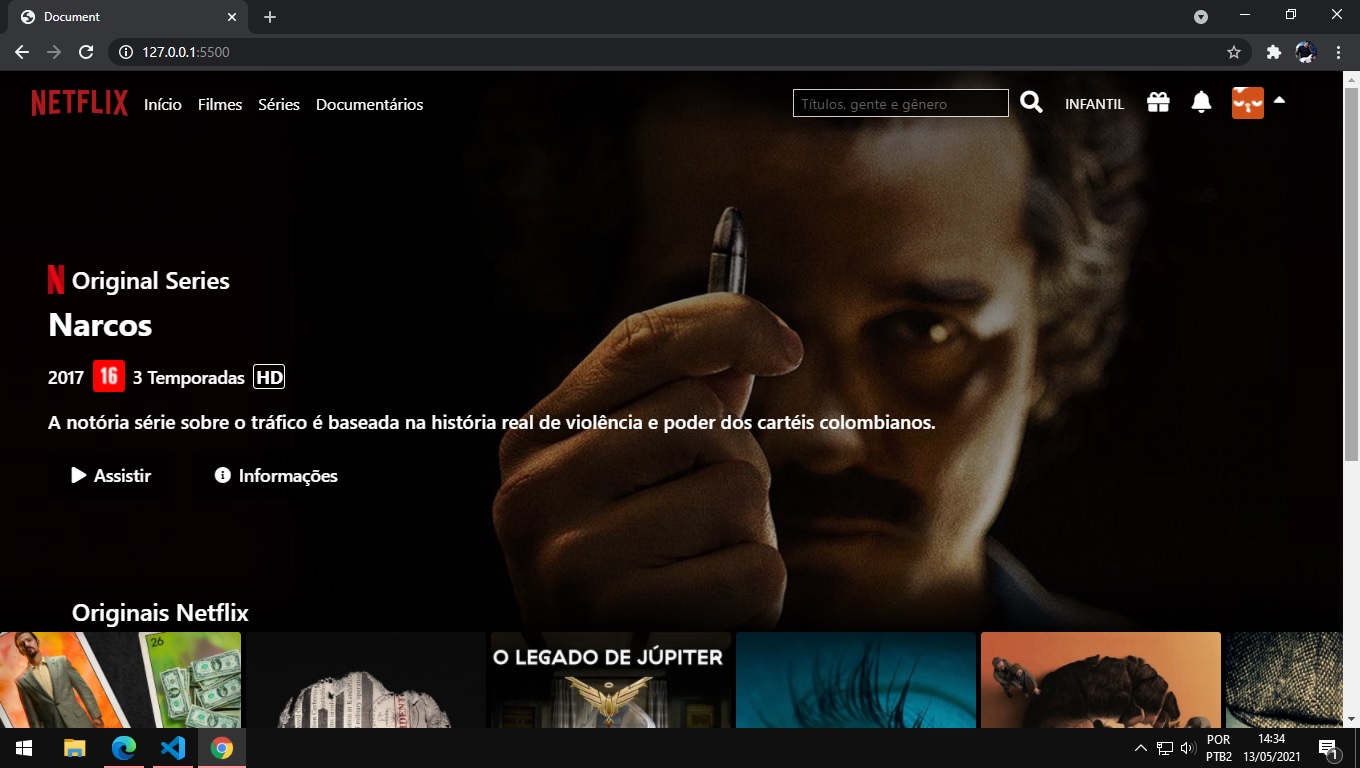 Document
127.0.0.1:5500
NETFLIX Início Filmes Séries Documentários Títulos, gente e gênero INFANTIL
N Original Series
Narcos
2017 16 3 Temporadas HD
A notória série sobre o tráfico é baseada na história real de violência e poder dos cartéis colombianos.
Assistir Informações
Originais Netflix
26
O LEGADO DE JÚPITER
POR 14:34
PTB2 13/05/2021 1